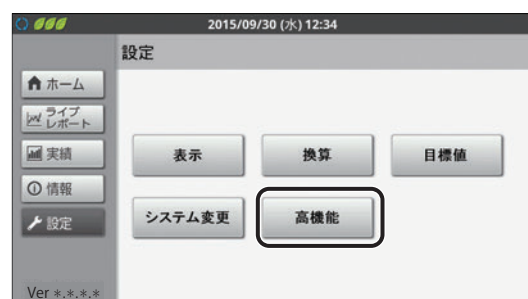 2015/09/30 (水) 12:34
設定
ホーム
ライブ
レポート
実績
情報
設定
表示
換算
目標値
システム変更
高機能
Ver *.*.*.*